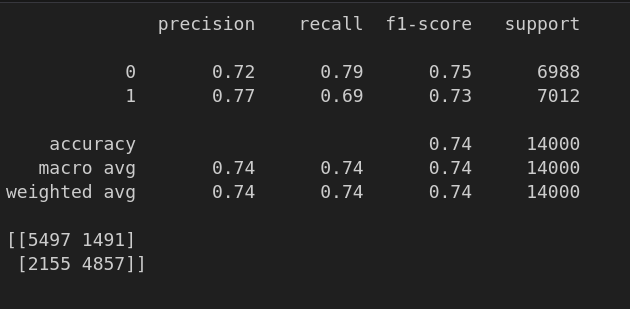 precision recall f1-score support
0 0.72 0.79 0.75 6988
1 0.77 0.69 0.73 7012
accuracy 0.74 14000
macro avg 0.74 0.74 0.74 14000
weighted avg 0.74 0.74 0.74 14000
[[5497 1491]
[2155 4857]]